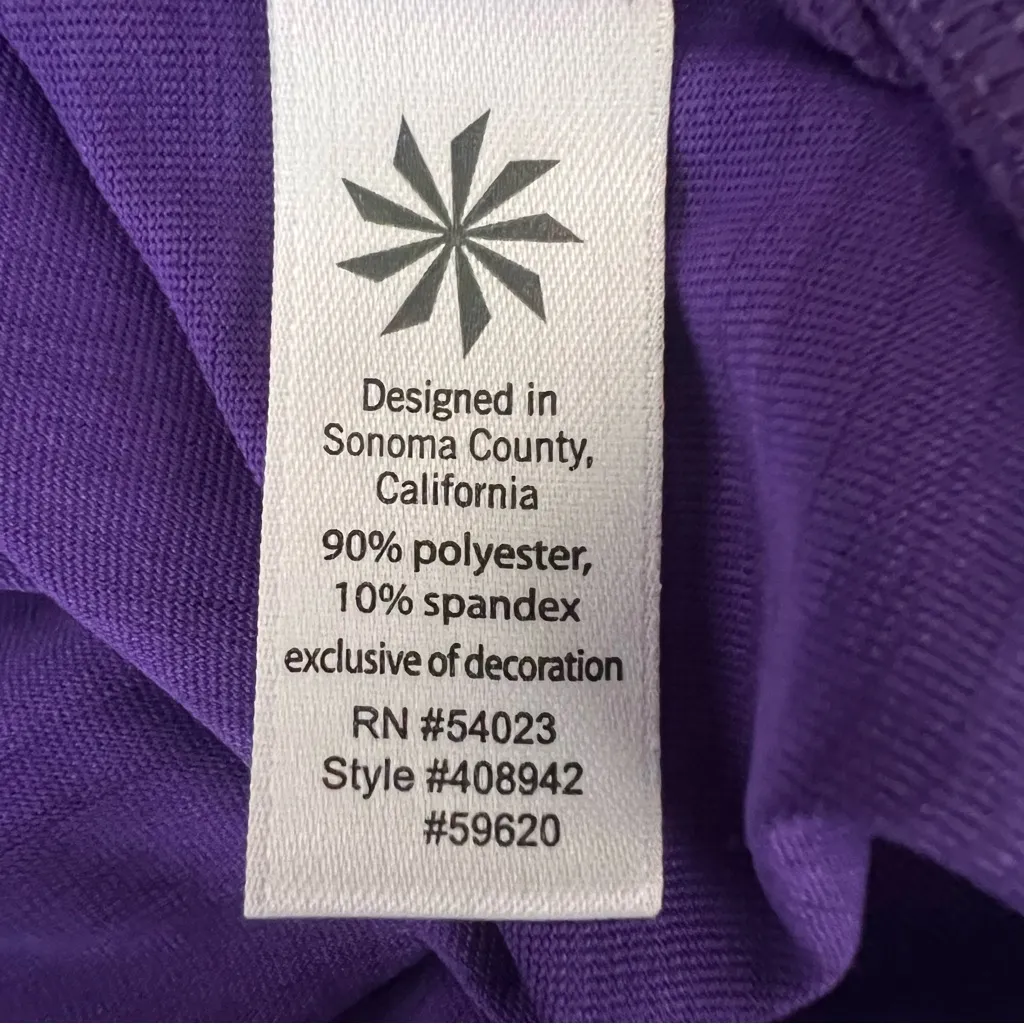 Designed in
Sonoma County,
California
90% polyester,
10% spandex
exclusive of decoration
RN #54023
Style #408942
#59620